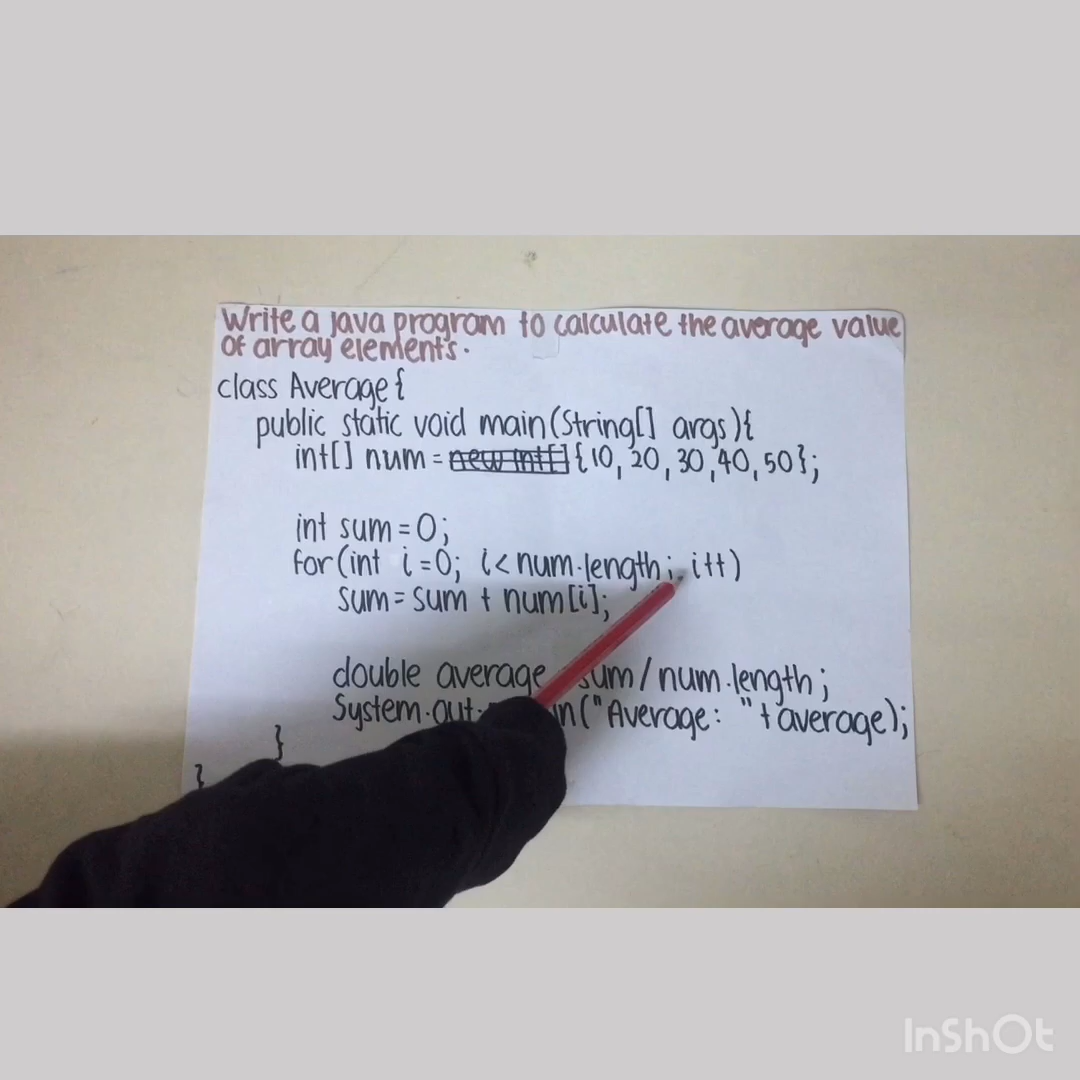 Write a java program to calculate the average value
of array elements.
class Average{
public static void main(String[] args){
int[] num = {10, 20, 30, 40, 50};
int sum = 0;
for(int i=0; i< num.length; i++)
sum = sum + num[i];
double average sum / num.length;
System.out. ("Average: " + average);
}
}
InShOt